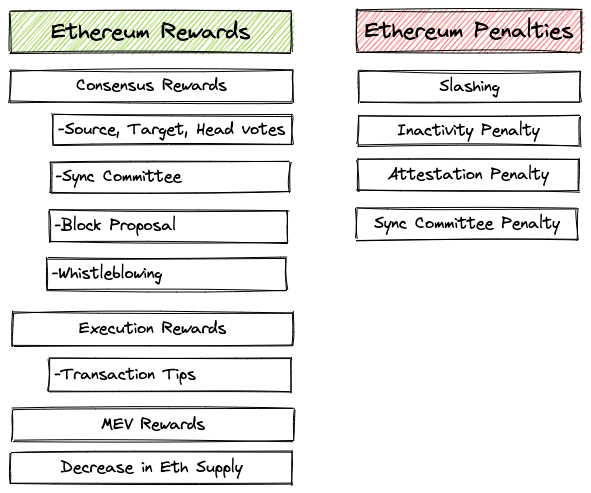 Ethereum Rewards
Consensus Rewards
-Source, Target, Head votes
-Sync Committee
-Block Proposal
-Whistleblowing
Execution Rewards
-Transaction Tips
MEV Rewards
Decrease in Eth Supply
Ethereum Penalties
Slashing
Inactivity Penalty
Attestation Penalty
Sync Committee Penalty